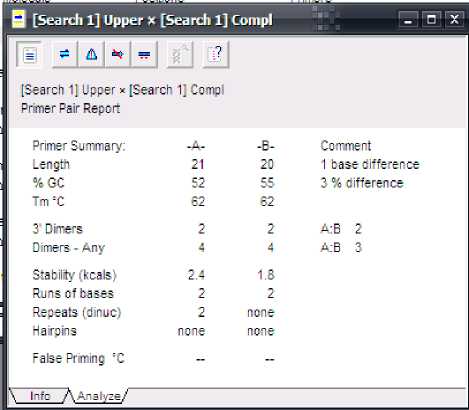 [Search 1] Upper × [Search 1] Compl
[Search 1] Upper × [Search 1] Compl
Primer Pair Report
Primer Summary: -A- -B- Comment
Length 21 20 1 base difference
% GC 52 55 3 % difference
Tm °C 62 62
3' Dimers 2 2 A:B 2
Dimers - Any 4 4 A:B 3
Stability (kcals) 2.4 1.8
Runs of bases 2 2
Repeats (dinuc) 2 none
Hairpins none none
False Priming °C -- --
Info Analyze